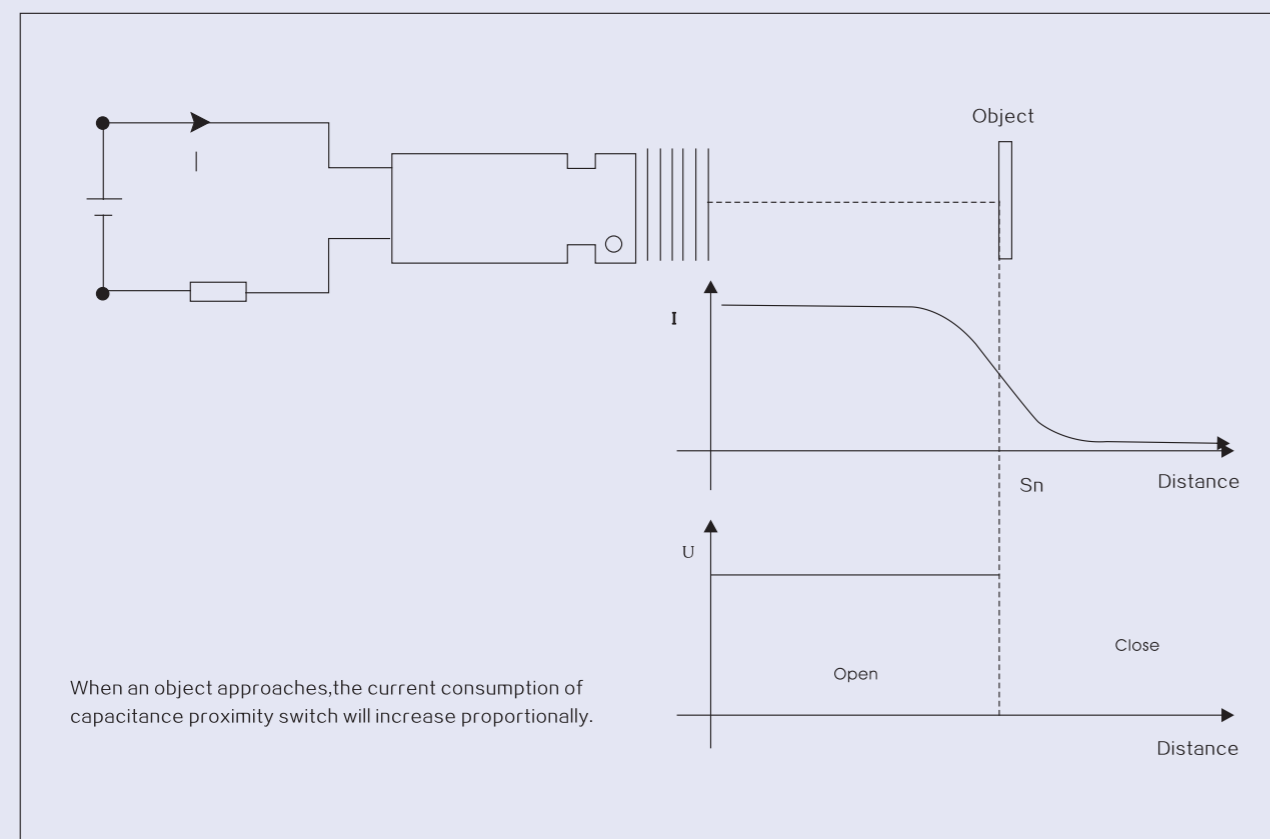 Object
I
I
Sn
Distance
U
Close
Open
When an object approaches,the current consumption of
capacitance proximity switch will increase proportionally.
Distance